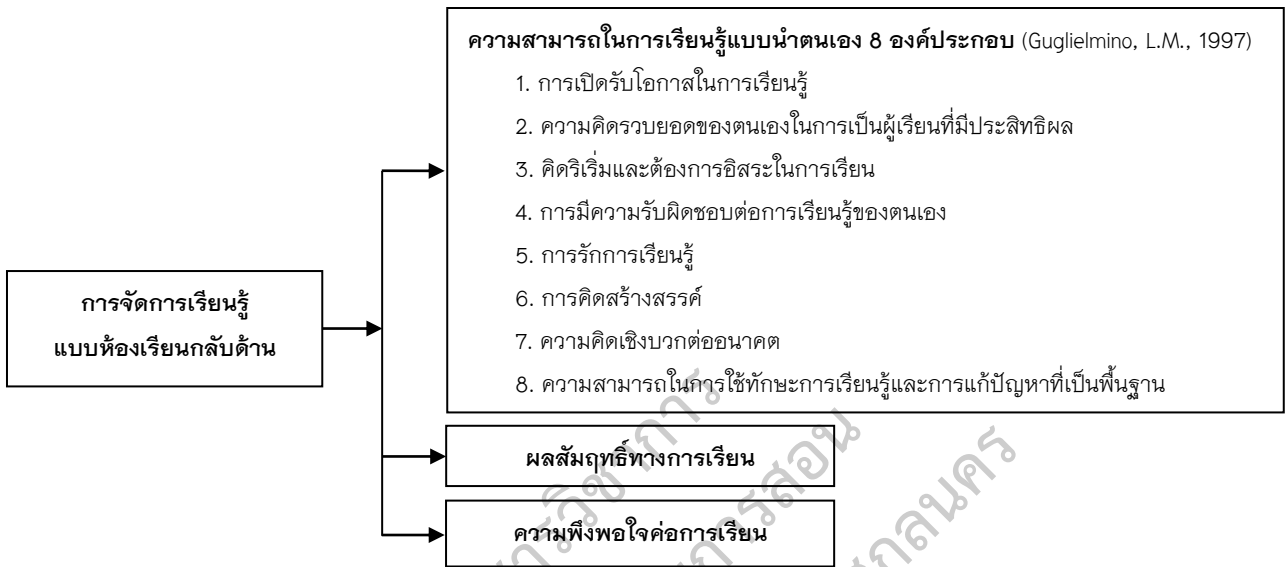 ความสามารถในการเรียนรู้แบบนำตนเอง 8 องค์ประกอบ (Guglielmino, L.M., 1997)
1. การเปิดรับโอกาสในการเรียนรู้
2. ความคิดรวบยอดของตนเองในการเป็นผู้เรียนที่มีประสิทธิผล
3. คิดริเริ่มและต้องการอิสระในการเรียน
4. การมีความรับผิดชอบต่อการเรียนรู้ของตนเอง
5. การรักการเรียนรู้
6. การคิดสร้างสรรค์
7. ความคิดเชิงบวกต่ออนาคต
8. ความสามารถในการใช้ทักษะการเรียนรู้และการแก้ปัญหาที่เป็นพื้นฐาน
การจัดการเรียนรู้
แบบห้องเรียนกลับด้าน
ผลสัมฤทธิ์ทางการเรียน
ความพึงพอใจค่อการเรียน